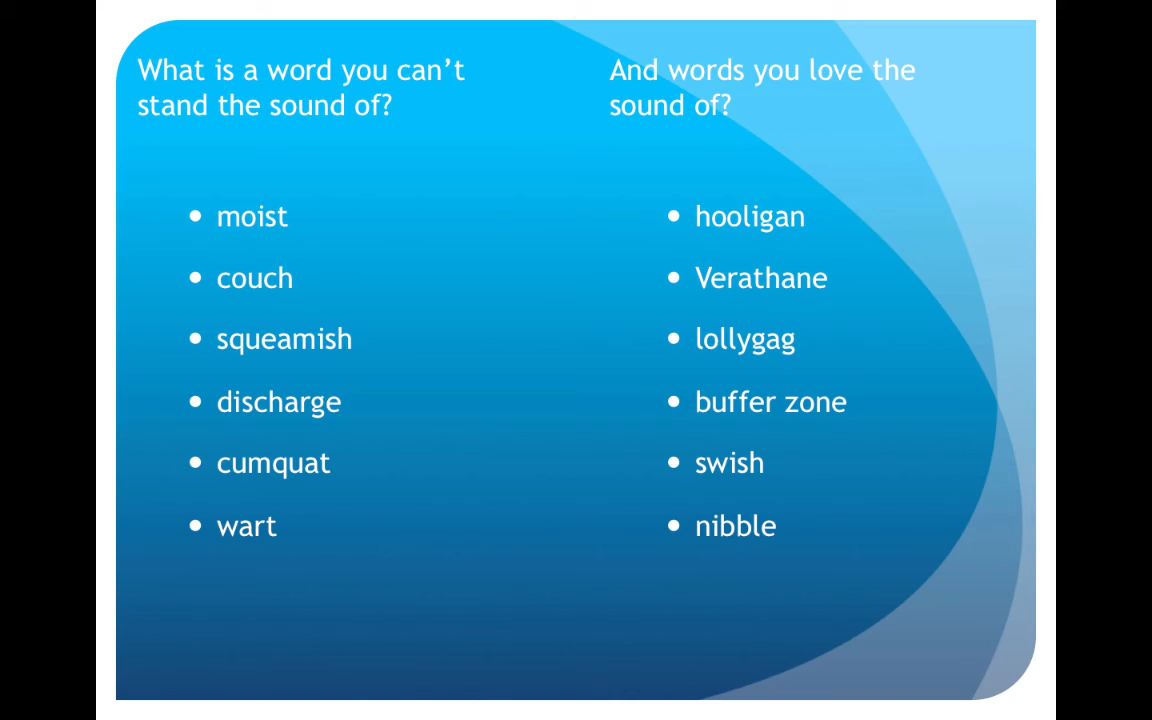 What is a word you can't
stand the sound of?
• moist
• couch
• squeamish
• discharge
• cumquat
• wart
And words you love the
sound of?
• hooligan
• Verathane
• lollygag
• buffer zone
• swish
• nibble